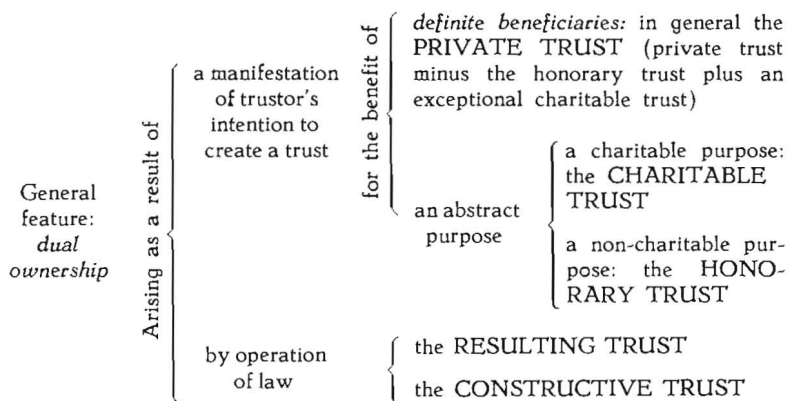 General
feature:
dual
ownership
Arising as a result of
a manifestation
of trustor's
intention to
create a trust
for the benefit of
definite beneficiaries: in general the
PRIVATE TRUST (private trust
minus the honorary trust plus an
exceptional charitable trust)
an abstract
purpose
a charitable purpose:
the CHARITABLE
TRUST
a non-charitable pur-
pose: the HONO-
RARY TRUST
by operation
of law
the RESULTING TRUST
the CONSTRUCTIVE TRUST